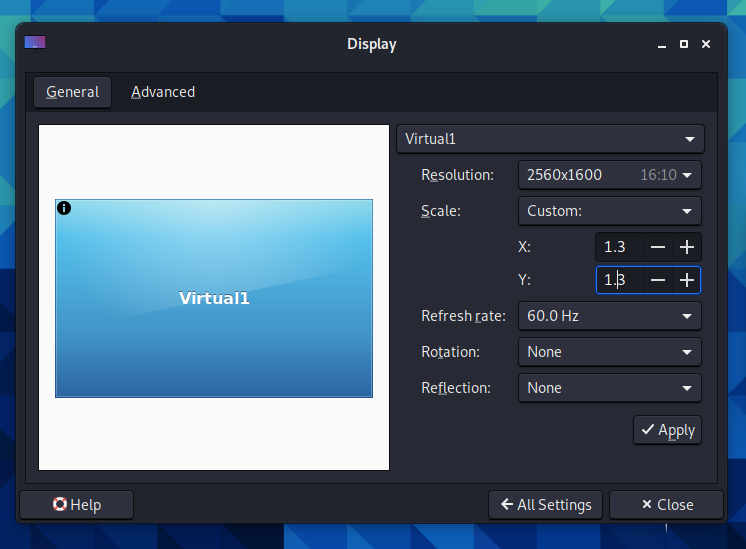 Display
General Advanced
Virtual1
Resolution: 2560x1600 16:10
Scale: Custom:
X: 1.3
Y: 1.3
Virtual1
Refresh rate: 60.0 Hz
Rotation: None
Reflection: None
Apply
Help All Settings Close